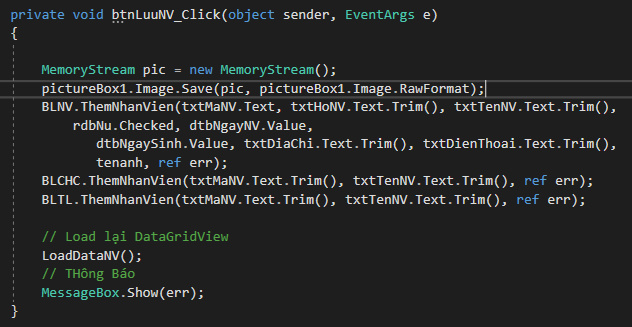 private void btnLuuNV_Click(object sender, EventArgs e)
{
MemoryStream pic = new MemoryStream();
pictureBox1.Image.Save(pic, pictureBox1.Image.RawFormat);
BLNV.ThemNhanVien(txtMaNV.Text, txtHoNV.Text.Trim(), txtTenNV.Text.Trim(),
rdbNu.Checked, dtbNgayNV.Value,
dtbNgaySinh.Value, txtDiaChi.Text.Trim(), txtDienThoai.Text.Trim(),
tenanh, ref err);
BLCHC.ThemNhanVien(txtMaNV.Text.Trim(), txtTenNV.Text.Trim(), ref err);
BLTL.ThemNhanVien(txtMaNV.Text.Trim(), txtTenNV.Text.Trim(), ref err);
// Load lại DataGridView
LoadDataNV();
// THông Báo
MessageBox.Show(err);
}